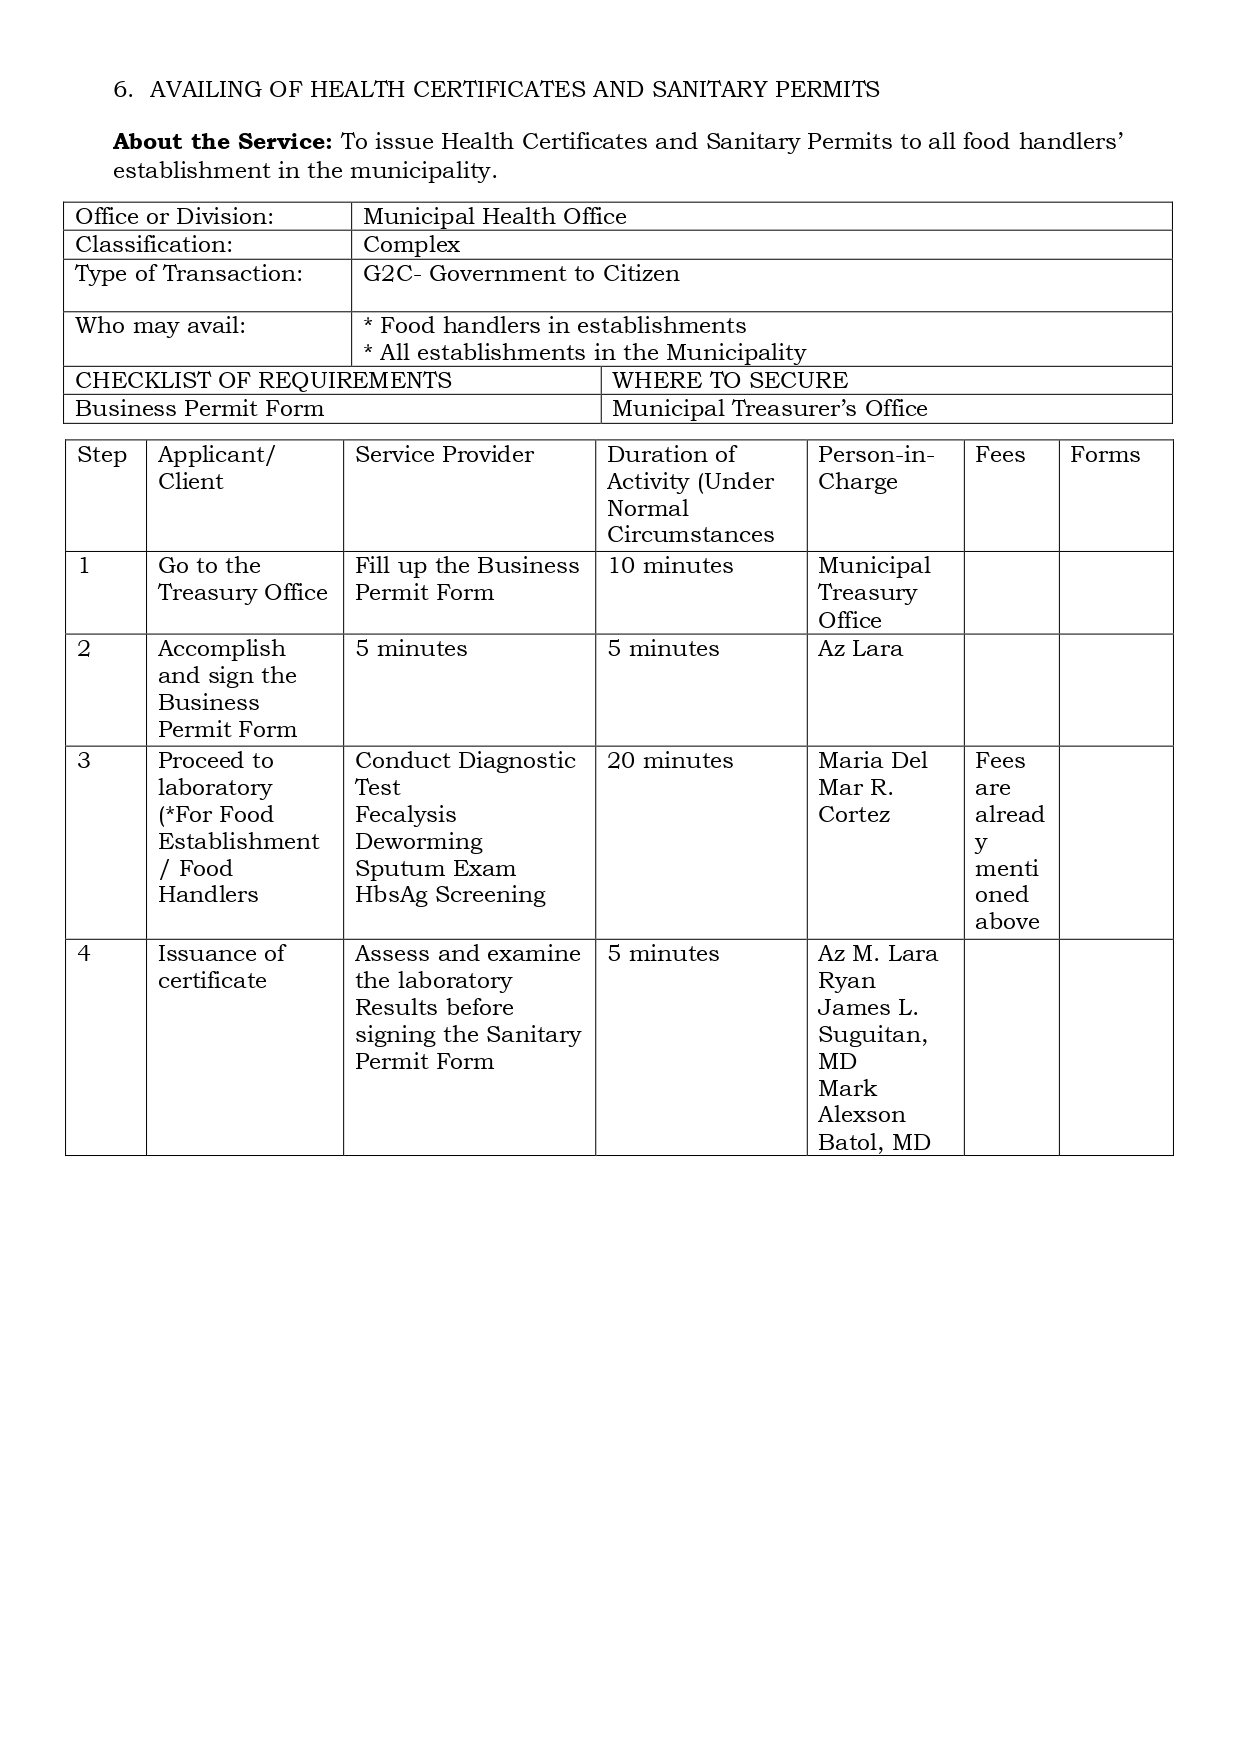 6. AVAILING OF HEALTH CERTIFICATES AND SANITARY PERMITS
About the Service: To issue Health Certificates and Sanitary Permits to all food handlers’
establishment in the municipality.
Office or Division: Municipal Health Office
Classification: Complex
Type of Transaction: G2C- Government to Citizen
Who may avail: * Food handlers in establishments
* All establishments in the Municipality
CHECKLIST OF REQUIREMENTS WHERE TO SECURE
Business Permit Form Municipal Treasurer’s Office
Step
Applicant/
Client
Service Provider
Duration of
Activity (Under
Normal
Circumstances
Person-in-
Charge
Fees
Forms
1
Go to the
Treasury Office
Fill up the Business
Permit Form
10 minutes
Municipal
Treasury
Office
2
Accomplish
and sign the
Business
Permit Form
5 minutes
5 minutes
Az Lara
3
Proceed to
laboratory
(*For Food
Establishment
/ Food
Handlers
Conduct Diagnostic
Test
Fecalysis
Deworming
Sputum Exam
HbsAg Screening
20 minutes
Maria Del
Mar R.
Cortez
Fees
are
alread
y
menti
oned
above
4
Issuance of
certificate
Assess and examine
the laboratory
Results before
signing the Sanitary
Permit Form
5 minutes
Az M. Lara
Ryan
James L.
Suguitan,
MD
Mark
Alexson
Batol, MD